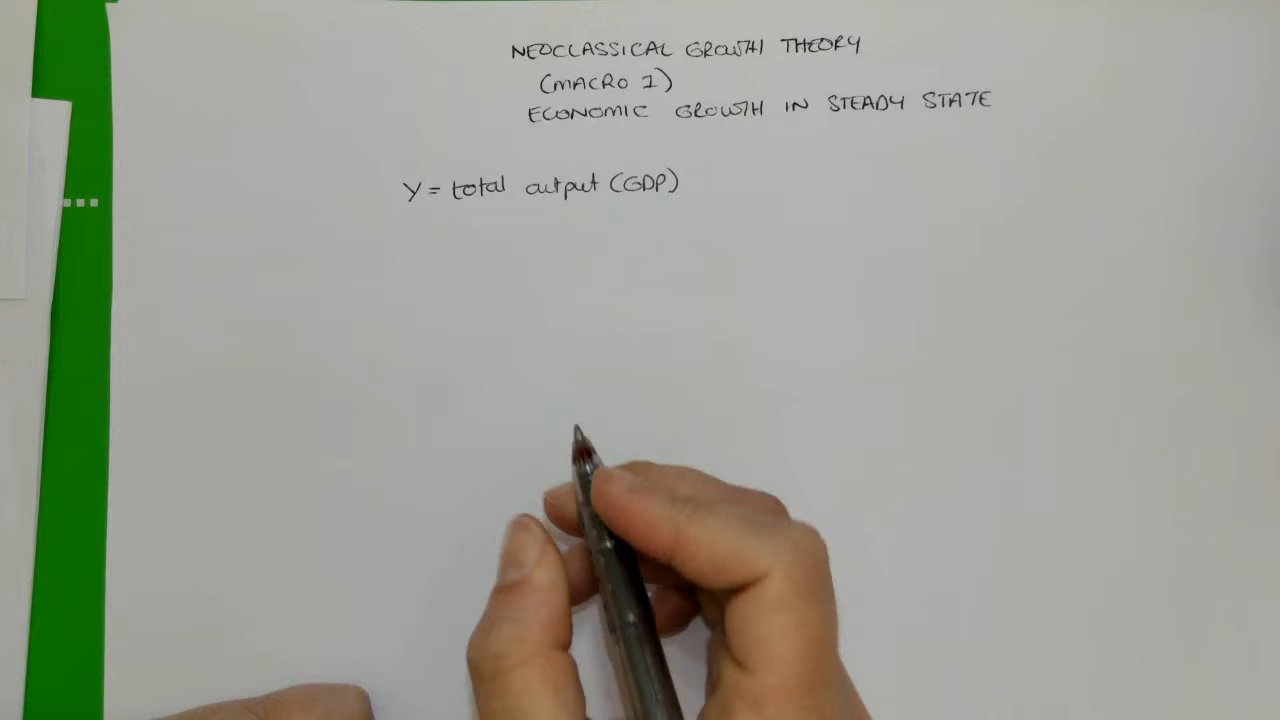 NEOCLASSICAL GROWTH THEORY
(MACRO 1)
ECONOMIC GROWTH IN STEADY STATE
Y = total output (GDP)